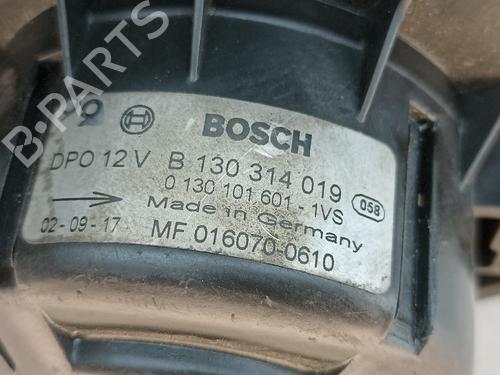 BOSCH
DPO 12 V B 130 314 019
0 130 101 601 - 1VS 058
Made in Germany
02-09-17 MF 016070 0610
B-PARTS